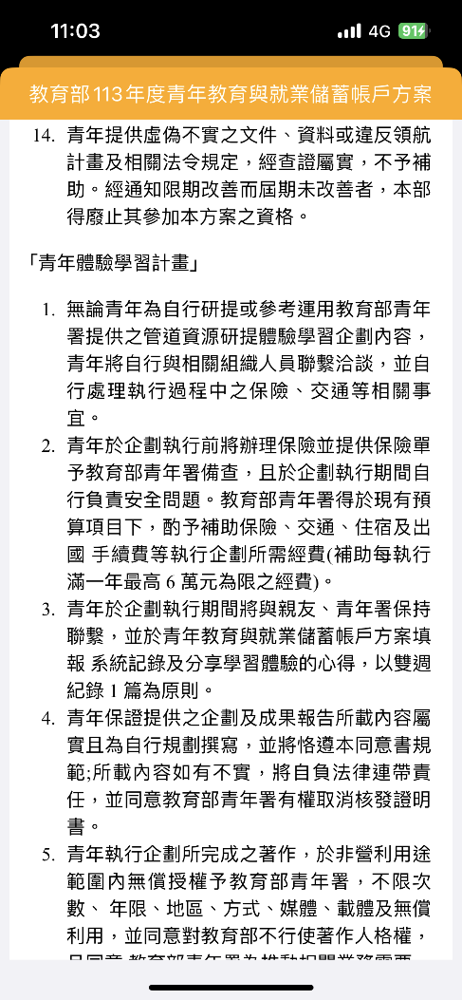 11:03
4G 91
教育部113年度青年教育與就業儲蓄帳戶方案
14. 青年提供虛偽不實之文件、資料或違反領航
計畫及相關法令規定，經查證屬實，不予補
助。經通知限期改善而屆期未改善者，本部
得廢止其參加本方案之資格。
「青年體驗學習計畫」
1. 無論青年為自行研提或參考運用教育部青年
署提供之管道資源研提體驗學習企劃內容，
青年將自行與相關組織人員聯繫洽談，並自
行處理執行過程中之保險、交通等相關事
宜。
2. 青年於企劃執行前將辦理保險並提供保險單
予教育部青年署備查，且於企劃執行期間自
行負責安全問題。教育部青年署得於現有預
算項目下，酌予補助保險、交通、住宿及出
國 手續費等執行企劃所需經費(補助每執行
滿一年最高 6 萬元為限之經費)。
3. 青年於企劃執行期間將與親友、青年署保持
聯繫，並於青年教育與就業儲蓄帳戶方案填
報 系統記錄及分享學習體驗的心得，以雙週
紀錄 1 篇為原則。
4. 青年保證提供之企劃及成果報告所載內容屬
實且為自行規劃撰寫，並將恪遵本同意書規
範;所載內容如有不實，將自負法律連帶責
任，並同意教育部青年署有權取消核發證明
書。
5. 青年執行企劃所完成之著作，於非營利用途
範圍內無償授權予教育部青年署，不限次
數、 年限、地區、方式、媒體、載體及無償
利用，並同意對教育部不行使著作人格權，
且同意 教育部青年署為推動相關業務需要